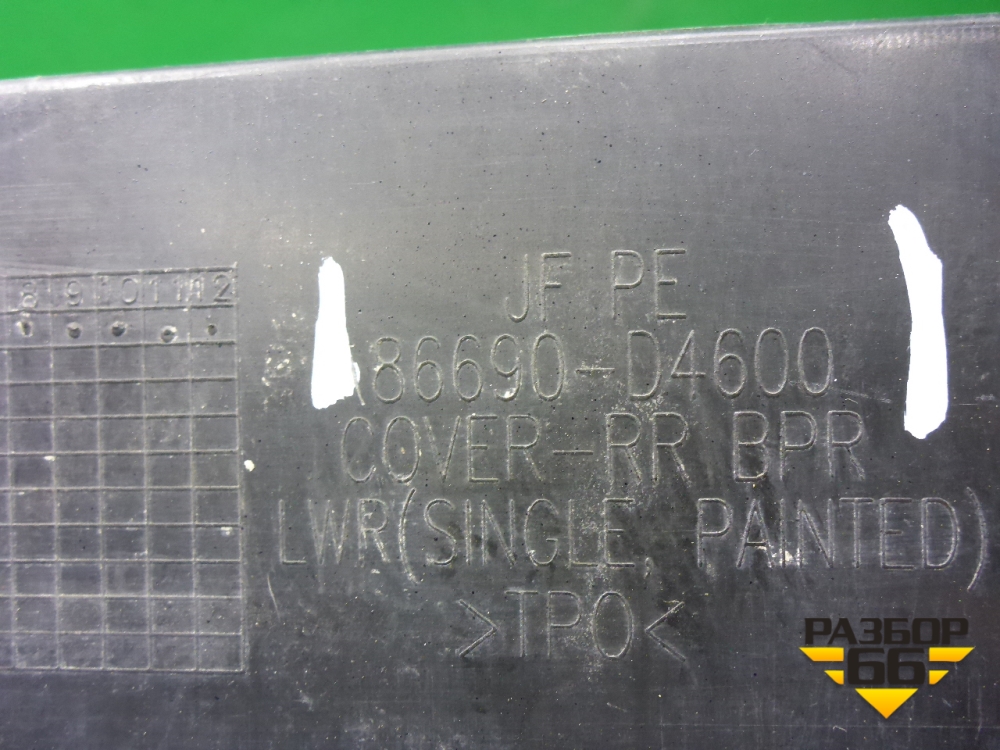 8 9 10 11 12
JF PE
86690-D4600
COVER-RR BPR
LWR(SINGLE, PAINTED)
>TPO<
РАЗБОР
66